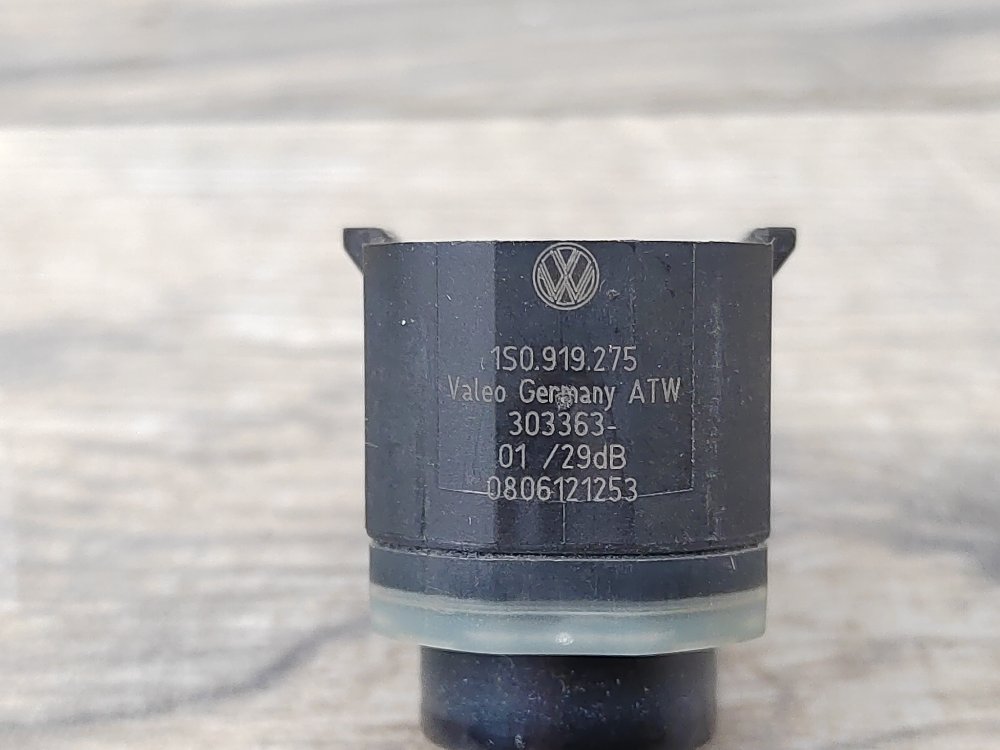 1S0.919.275
Valeo Germany ATW
303363-
01 /29dB
0806121253